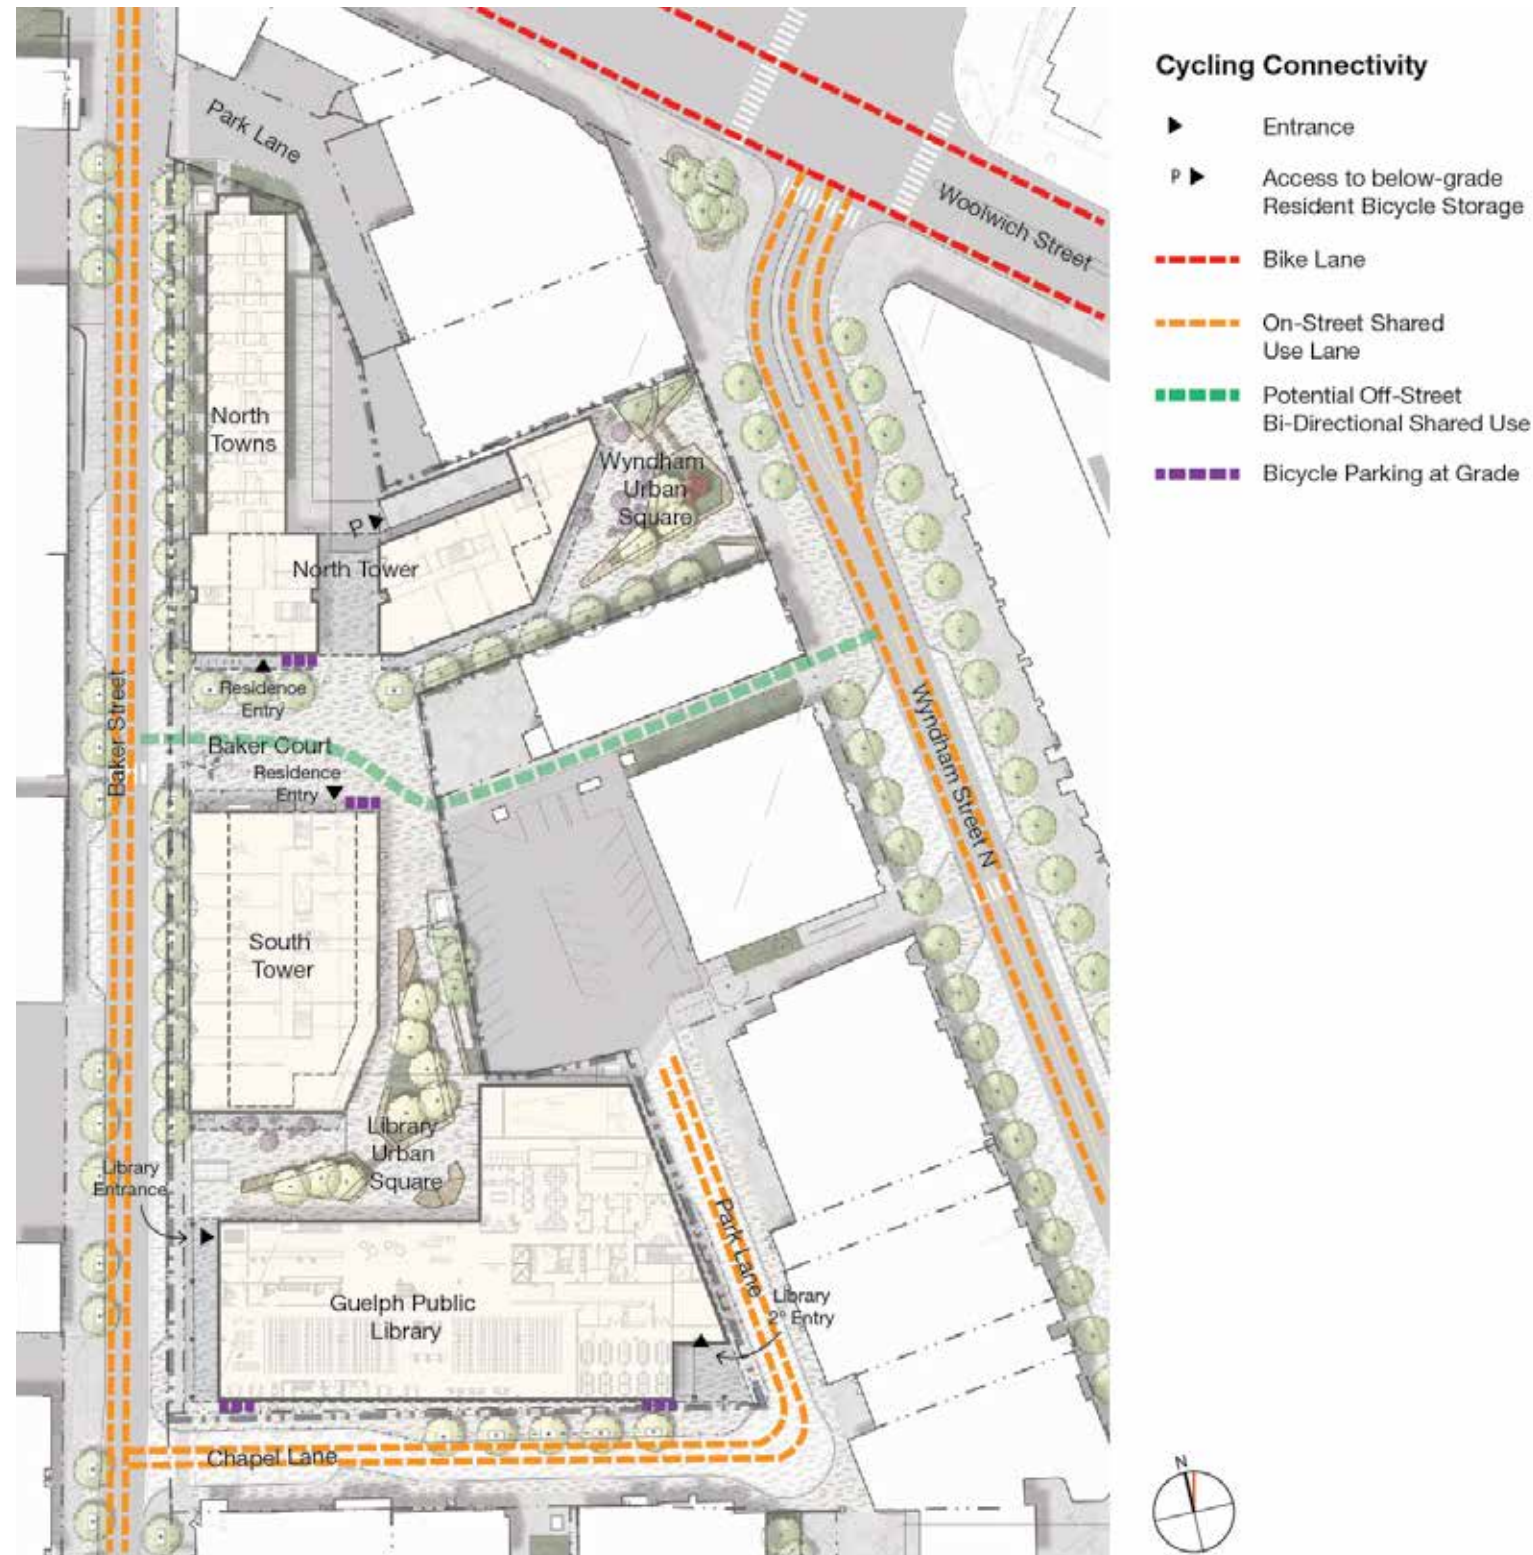 Cycling Connectivity
Entrance
P
Access to below-grade
Resident Bicycle Storage
Bike Lane
On-Street Shared
Use Lane
Potential Off-Street
Bi-Directional Shared Use
Bicycle Parking at Grade
Park Lane
Woolwich Street
North
Towns
Wyndham
Urban
Square
P
North Tower
Residence
Entry
Baker Street
Baker Court
Residence
Entry
Wyndham Street N
South
Tower
Library
Urban
Square
Library
Entrance
Park Lane
Library
2° Entry
Guelph Public
Library
Chapel Lane
N